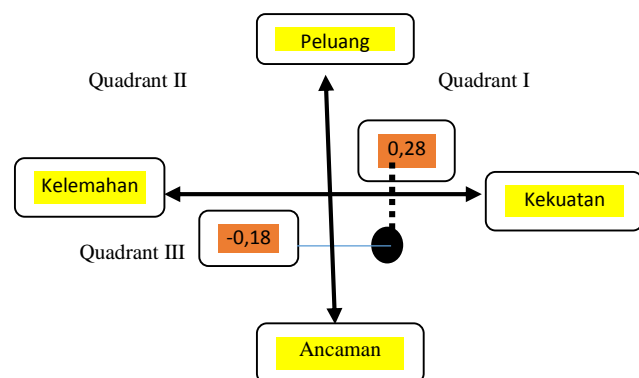 Peluang
Quadrant II
Quadrant I
0,28
Kelemahan
Kekuatan
-0,18
Quadrant III
Ancaman